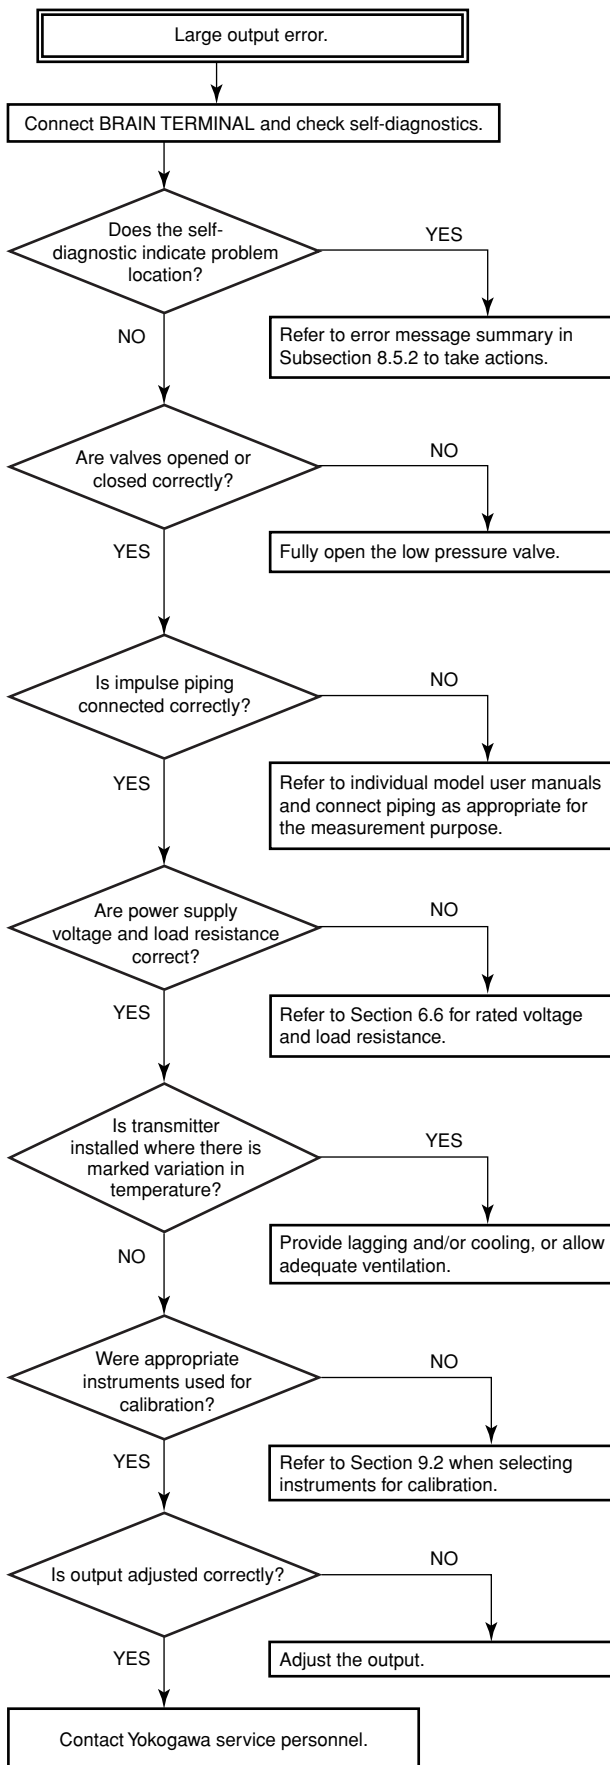 Large output error.
Connect BRAIN TERMINAL and check self-diagnostics.
Does the self-
diagnostic indicate problem
location?
YES
NO
Refer to error message summary in
Subsection 8.5.2 to take actions.
Are valves opened or
closed correctly?
NO
YES
Fully open the low pressure valve.
Is impulse piping
connected correctly?
NO
YES
Refer to individual model user manuals
and connect piping as appropriate for
the measurement purpose.
Are power supply
voltage and load resistance
correct?
NO
YES
Refer to Section 6.6 for rated voltage
and load resistance.
Is transmitter
installed where there is
marked variation in
temperature?
YES
NO
Provide lagging and/or cooling, or allow
adequate ventilation.
Were appropriate
instruments used for
calibration?
NO
YES
Refer to Section 9.2 when selecting
instruments for calibration.
Is output adjusted correctly?
NO
YES
Adjust the output.
Contact Yokogawa service personnel.